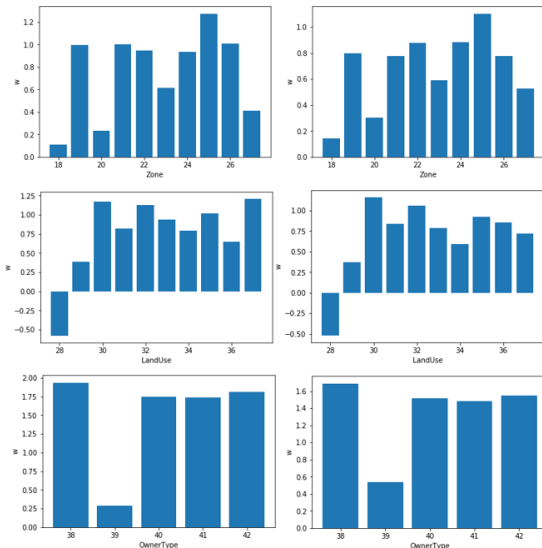 1.2
1.0
0.8
0.6
0.4
0.2
0.0
w
18 20 22 24 26
Zone
1.0
0.8
0.6
0.4
0.2
0.0
w
18 20 22 24 26
Zone
1.25
1.00
0.75
0.50
0.25
0.00
−0.25
−0.50
w
28 30 32 34 36
LandUse
1.00
0.75
0.50
0.25
0.00
−0.25
−0.50
w
28 30 32 34 36
LandUse
2.00
1.75
1.50
1.25
1.00
0.75
0.50
0.25
0.00
w
38 39 40 41 42
OwnerType
1.6
1.4
1.2
1.0
0.8
0.6
0.4
0.2
0.0
w
38 39 40 41 42
OwnerType